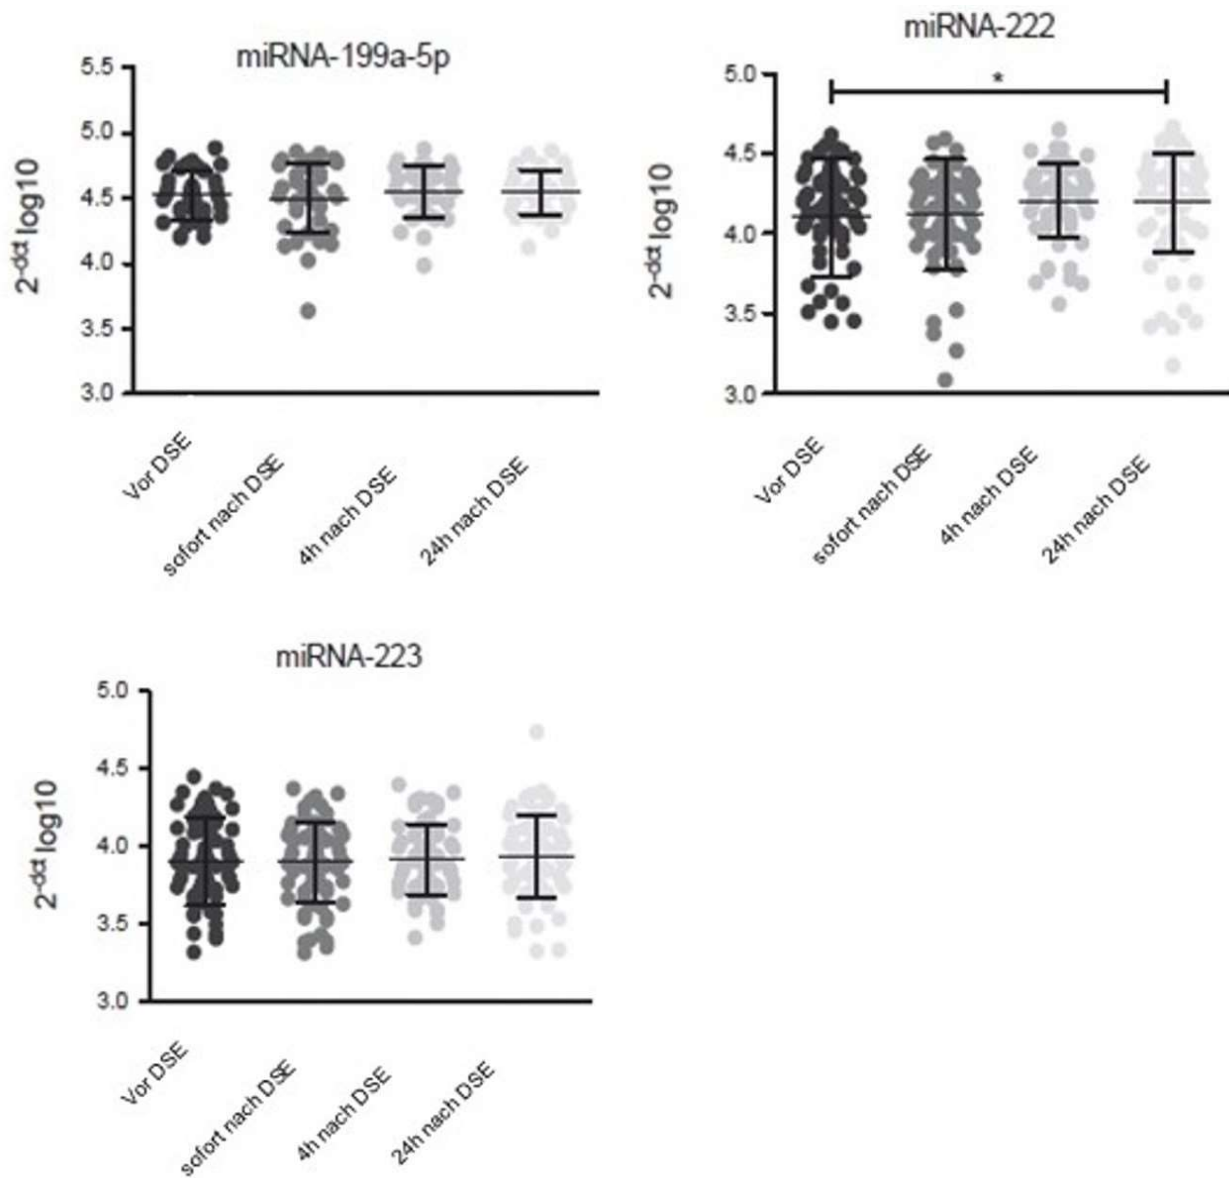 miRNA-199a-5p
2^-dct log10
5.5
5.0
4.5
4.0
3.5
3.0
Vor DSE
sofort nach DSE
4h nach DSE
24h nach DSE
miRNA-222
*
2^-dct log10
5.0
4.5
4.0
3.5
3.0
Vor DSE
sofort nach DSE
4h nach DSE
24h nach DSE
miRNA-223
2^-dct log10
5.0
4.5
4.0
3.5
3.0
Vor DSE
sofort nach DSE
4h nach DSE
24h nach DSE